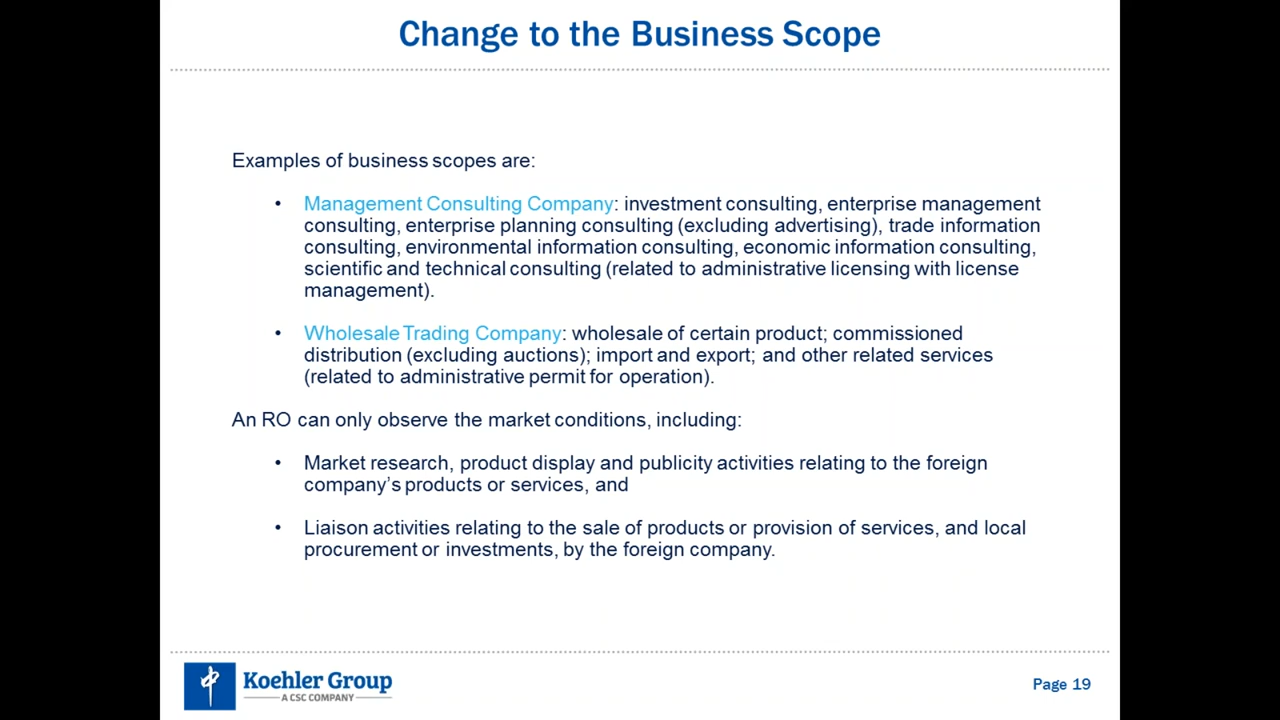 Change to the Business Scope
Examples of business scopes are:
• Management Consulting Company: investment consulting, enterprise management
consulting, enterprise planning consulting (excluding advertising), trade information
consulting, environmental information consulting, economic information consulting,
scientific and technical consulting (related to administrative licensing with license
management).
• Wholesale Trading Company: wholesale of certain product; commissioned
distribution (excluding auctions); import and export; and other related services
(related to administrative permit for operation).
An RO can only observe the market conditions, including:
• Market research, product display and publicity activities relating to the foreign
company's products or services, and
• Liaison activities relating to the sale of products or provision of services, and local
procurement or investments, by the foreign company.
Koehler Group
A CSC COMPANY
Page 19